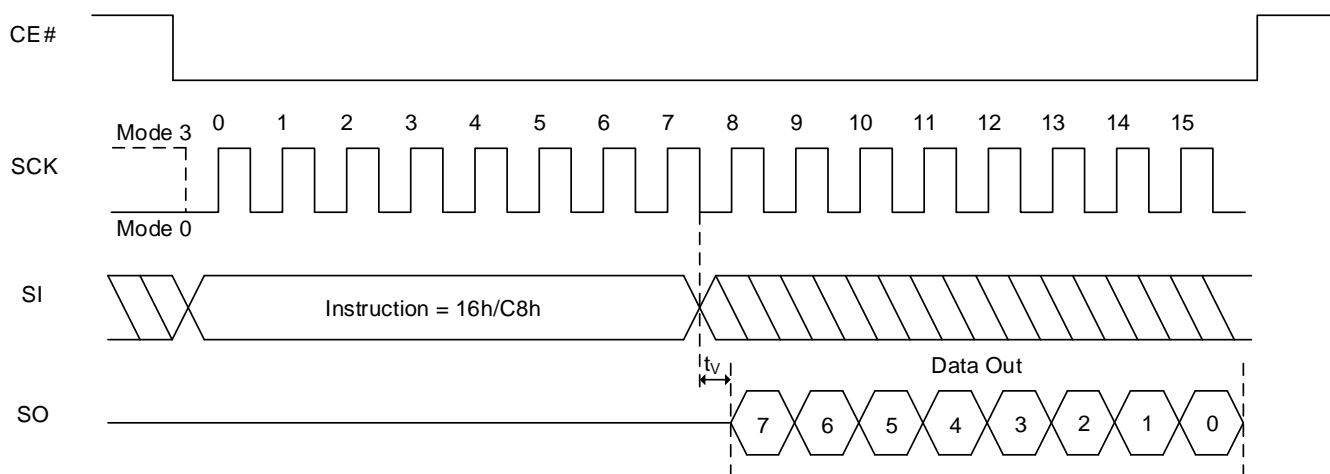 CE#
0 1 2 3 4 5 6 7 8 9 10 11 12 13 14 15
Mode 3
SCK
Mode 0
SI
Instruction = 16h/C8h
tV
Data Out
SO
7 6 5 4 3 2 1 0